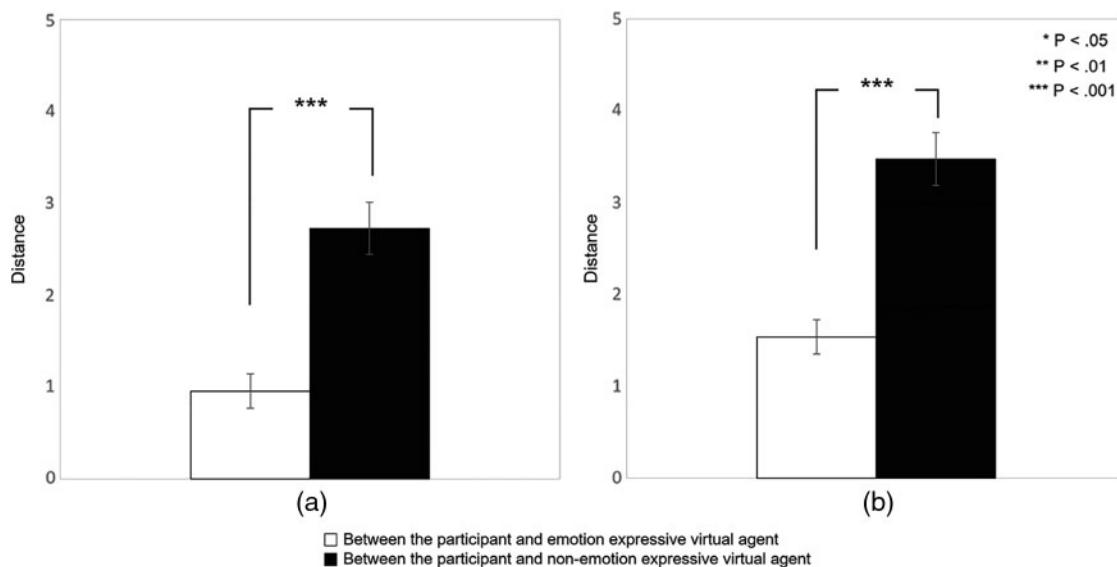 5
4
3
2
1
0
Distance
***
(a)
5
4
3
2
1
0
Distance
***
* P < .05
** P < .01
*** P < .001
(b)
Between the participant and emotion expressive virtual agent
Between the participant and non-emotion expressive virtual agent